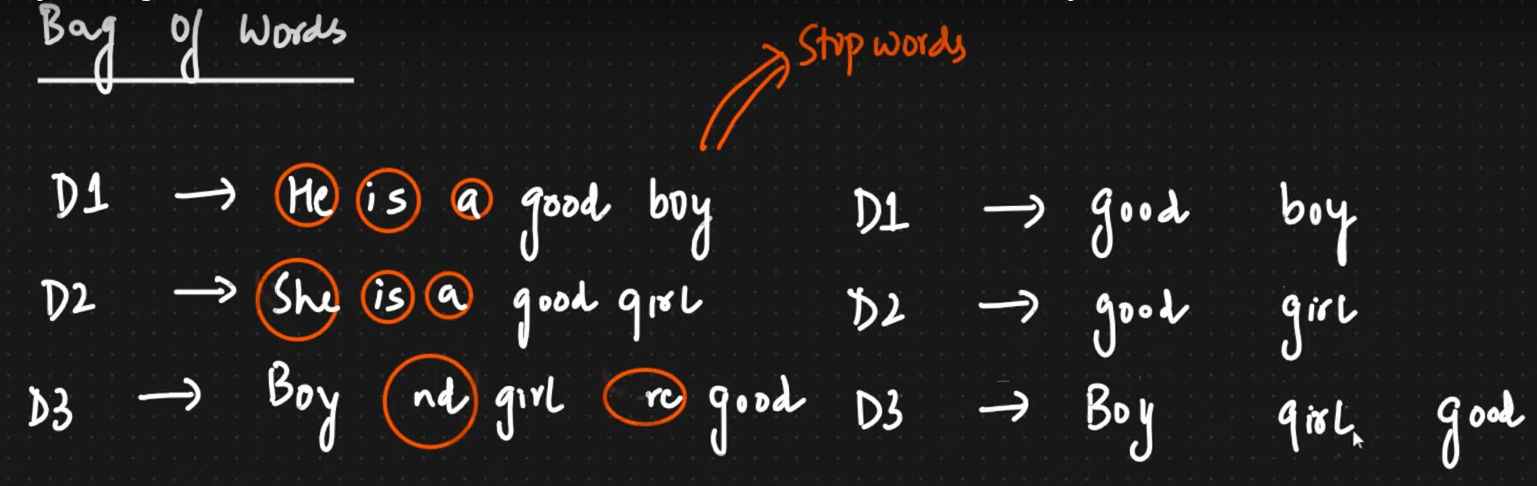 Bag of Words
Stop words
D1 → He is a good boy
D2 → She is a good girl
D3 → Boy nd girl re good
D1 → good boy
D2 → good girl
D3 → Boy girl good